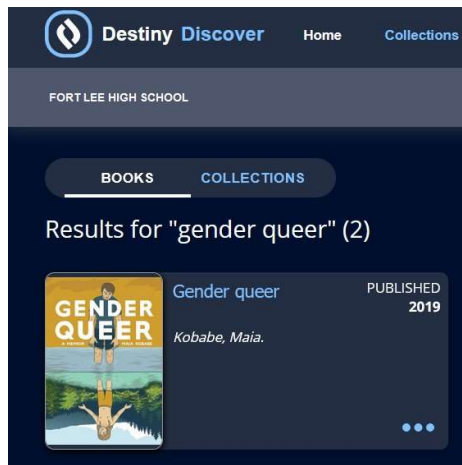 Destiny Discover Home Collections
FORT LEE HIGH SCHOOL
BOOKS COLLECTIONS
Results for "gender queer" (2)
Gender queer PUBLISHED
2019
Kobabe, Maia.
GENDER
QUEER
A MEMOIR MAIA KOBABE